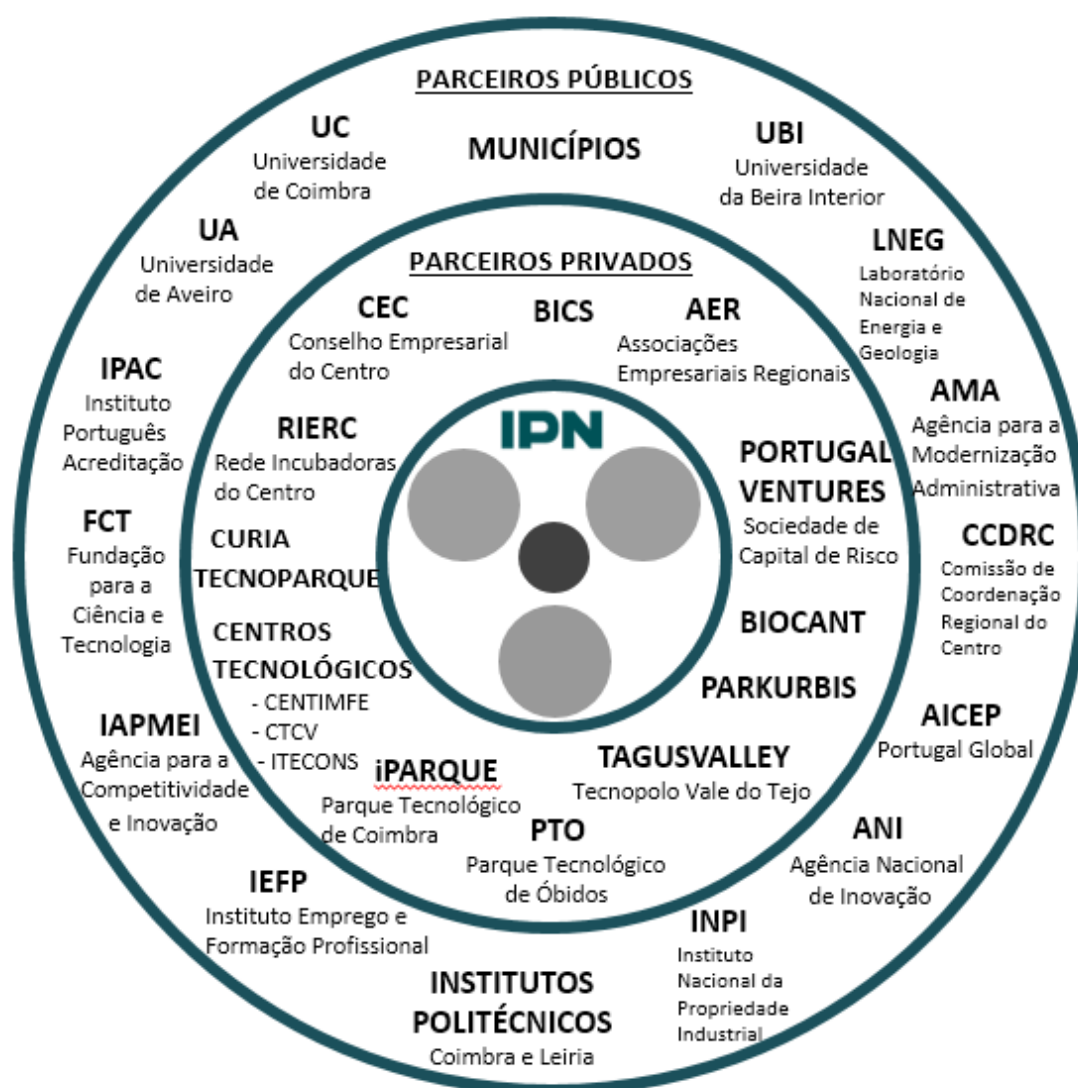 PARCEIROS PÚBLICOS
MUNICÍPIOS
UC
Universidade
de Coimbra
UBI
Universidade
da Beira Interior
UA
Universidade
de Aveiro
LNEG
Laboratório
Nacional de
Energia e
Geologia
IPAC
Instituto
Português
Acreditação
AMA
Agência para a
Modernização
Administrativa
FCT
Fundação
para a
Ciência e
Tecnologia
CCDRC
Comissão de
Coordenação
Regional do
Centro
IAPMEI
Agência para a
Competitividade
e Inovação
AICEP
Portugal Global
IEFP
Instituto Emprego e
Formação Profissional
ANI
Agência Nacional
de Inovação
INSTITUTOS
POLITÉCNICOS
Coimbra e Leiria
INPI
Instituto
Nacional da
Propriedade
Industrial
PARCEIROS PRIVADOS
CEC
Conselho Empresarial
do Centro
BICS
AER
Associações
Empresariais Regionais
RIERC
Rede Incubadoras
do Centro
PORTUGAL
VENTURES
Sociedade de
Capital de Risco
CURIA
TECNOPARQUE
BIOCANT
CENTROS
TECNOLÓGICOS
- CENTIMFE
- CTCV
- ITECONS
PARKURBIS
iPARQUE
Parque Tecnológico
de Coimbra
TAGUSVALLEY
Tecnopolo Vale do Tejo
PTO
Parque Tecnológico
de Óbidos
IPN